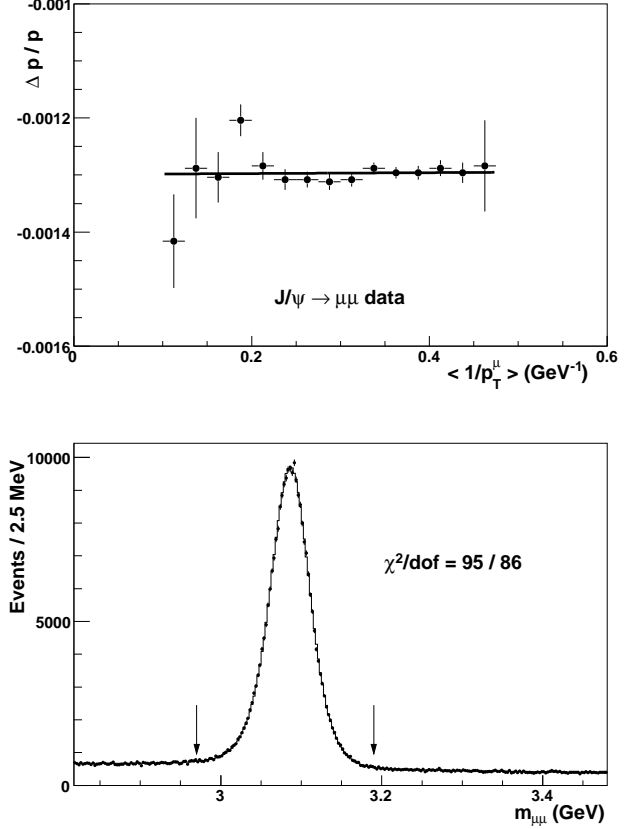 -0.001
Δ p / p
-0.0012
-0.0014
-0.0016
J/ψ → μμ data
0 0.2 0.4 0.6
< 1/p_T^μ > (GeV⁻¹)
10000
Events / 2.5 MeV
χ²/dof = 95 / 86
5000
0
3 3.2 3.4
m_μμ (GeV)